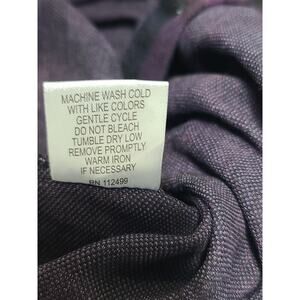 MACHINE WASH COLD
WITH LIKE COLORS
GENTLE CYCLE
DO NOT BLEACH
TUMBLE DRY LOW
REMOVE PROMPTLY
WARM IRON
IF NECESSARY
RN 112499